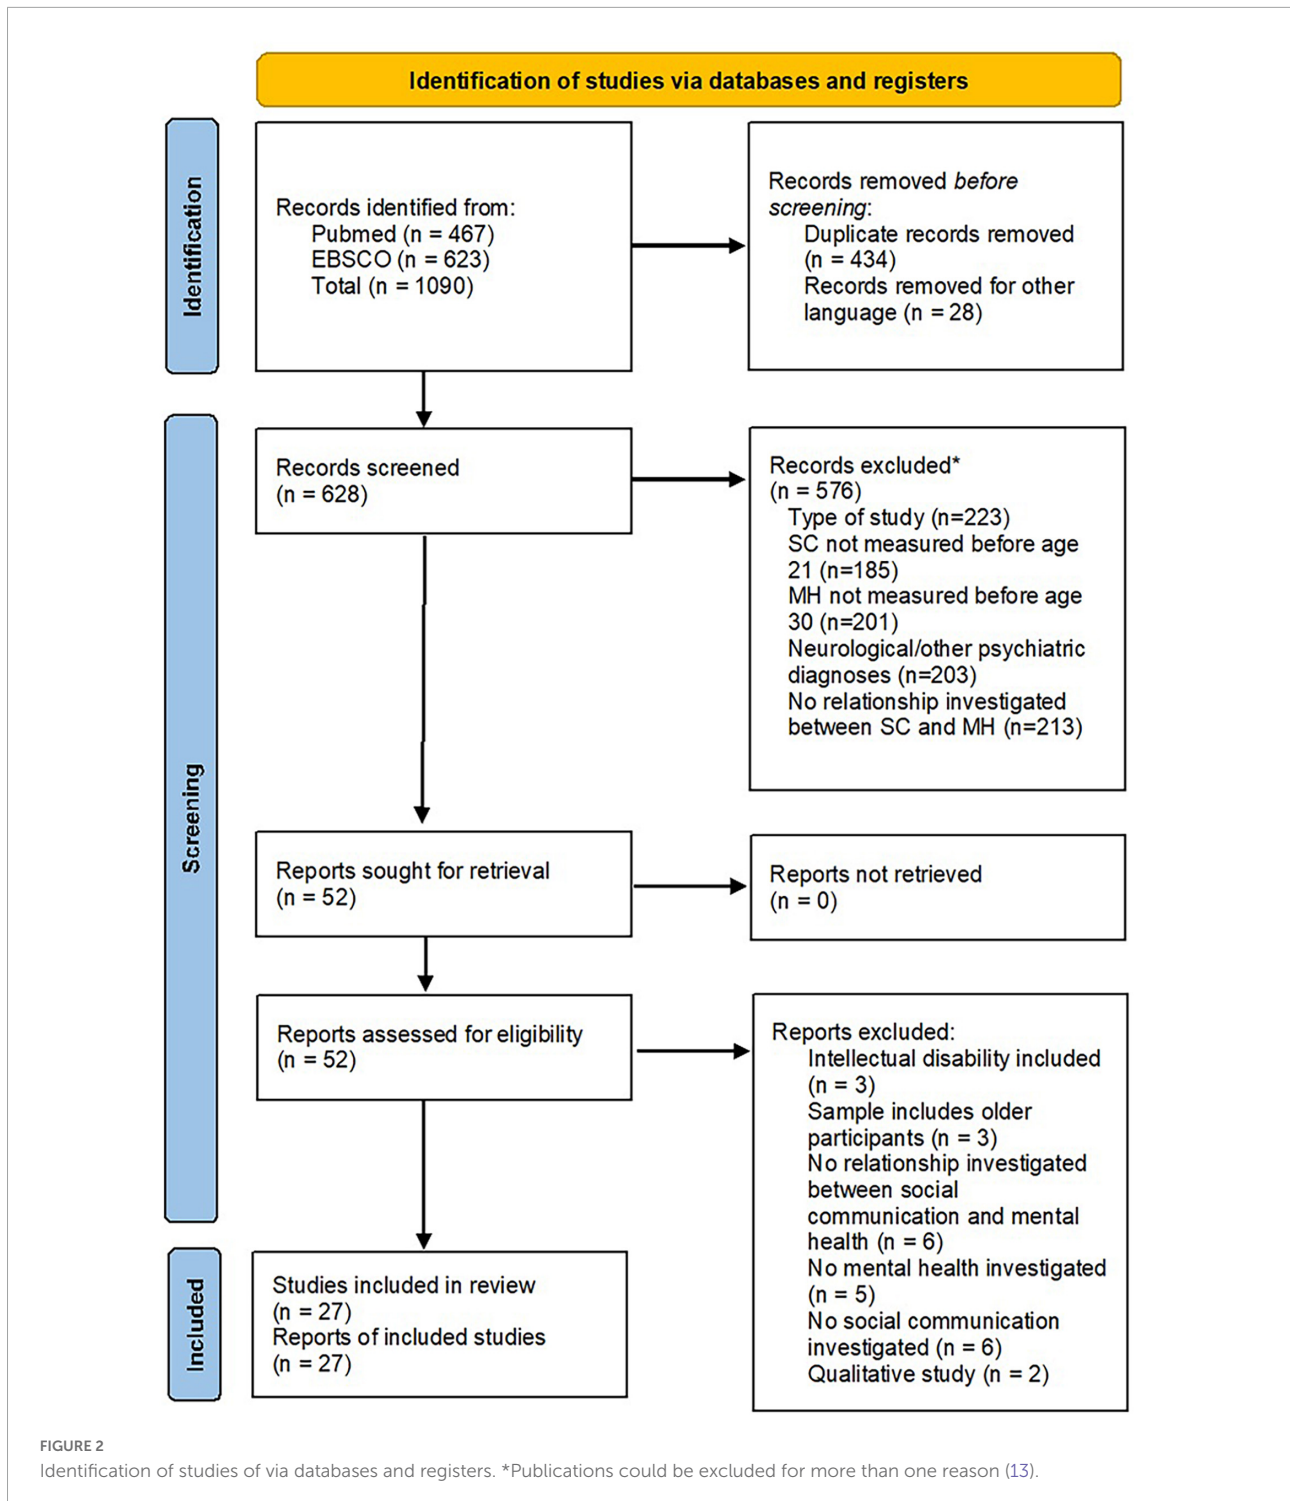 Identification of studies via databases and registers
Identification
Records identified from:
Pubmed (n = 467)
EBSCO (n = 623)
Total (n = 1090)
Records removed before
screening:
Duplicate records removed
(n = 434)
Records removed for other
language (n = 28)
Screening
Records screened
(n = 628)
Records excluded*
(n = 576)
Type of study (n=223)
SC not measured before age
21 (n=185)
MH not measured before age
30 (n=201)
Neurological/other psychiatric
diagnoses (n=203)
No relationship investigated
between SC and MH (n=213)
Reports sought for retrieval
(n = 52)
Reports not retrieved
(n = 0)
Reports assessed for eligibility
(n = 52)
Reports excluded:
Intellectual disability included
(n = 3)
Sample includes older
participants (n = 3)
No relationship investigated
between social
communication and mental
health (n = 6)
No mental health investigated
(n = 5)
No social communication
investigated (n = 6)
Qualitative study (n = 2)
Included
Studies included in review
(n = 27)
Reports of included studies
(n = 27)
FIGURE 2
Identification of studies of via databases and registers. *Publications could be excluded for more than one reason (13).